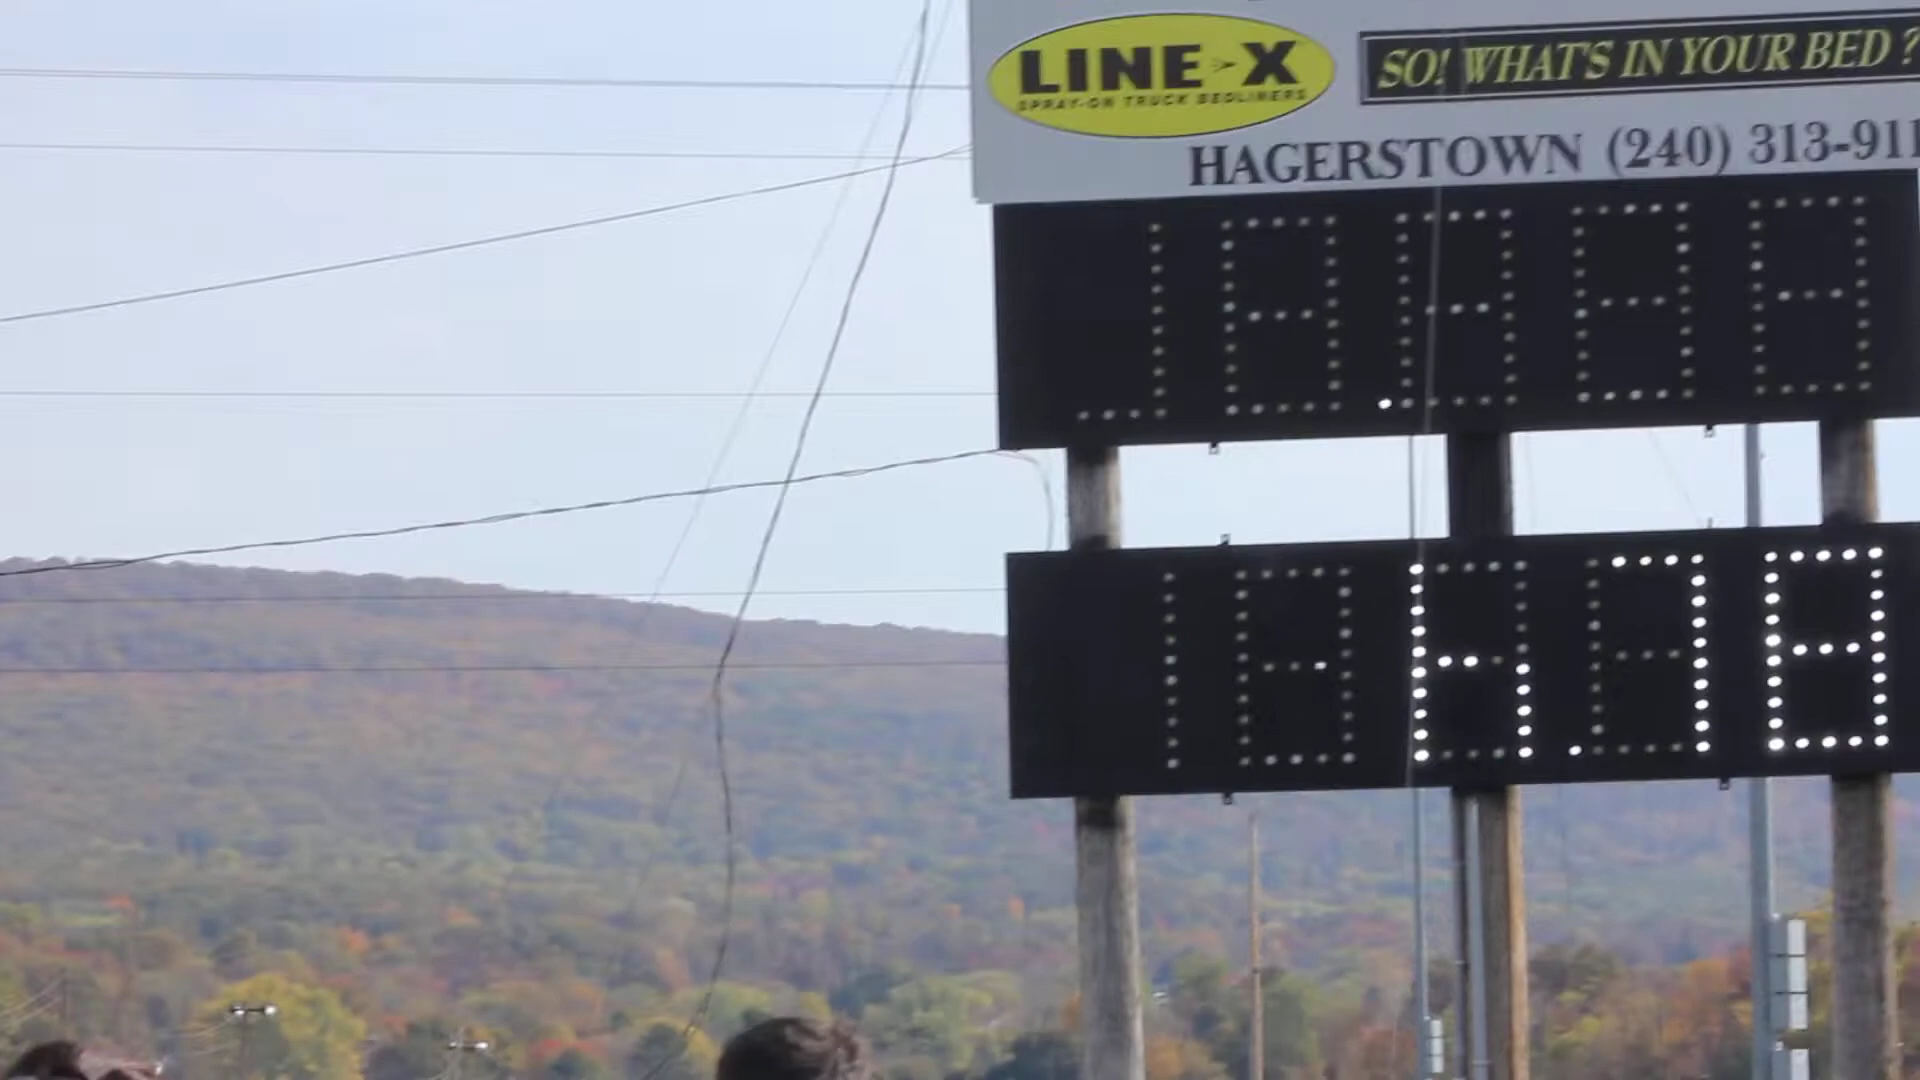 LINE-X
SPRAY-ON TRUCK BEDLINERS
SO! WHAT'S IN YOUR BED ?
HAGERSTOWN (240) 313-911